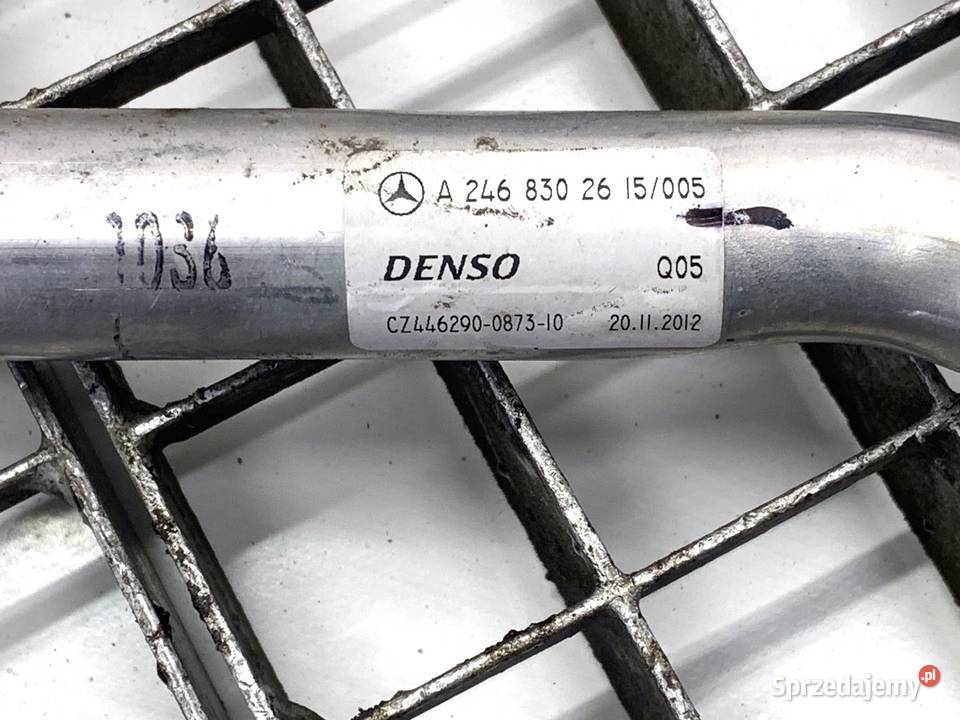 A 246 830 26 15/005
1036
DENSO Q05
CZ446290-0873-10 20.11.2012
Sprzedajemy.pl